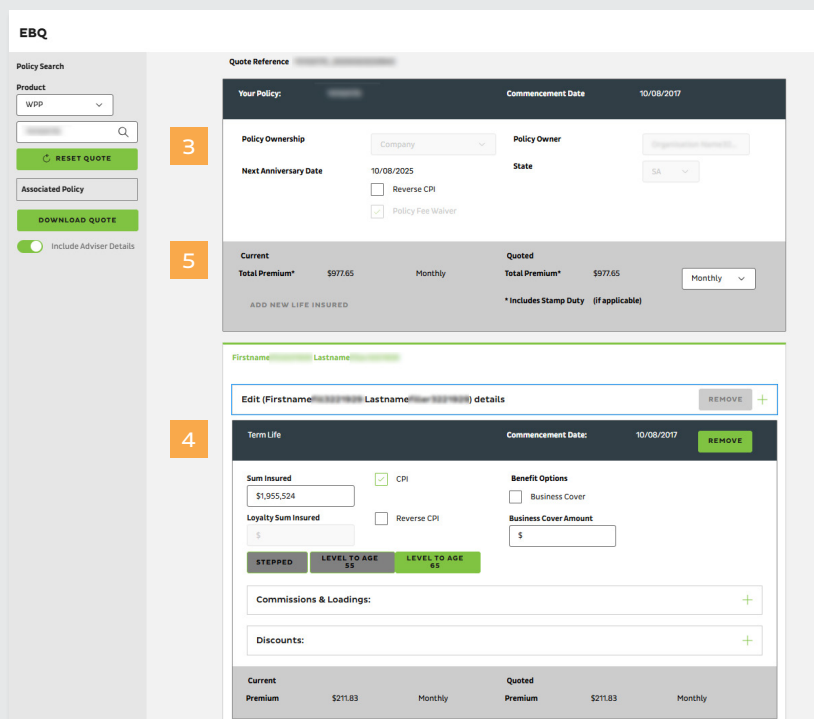 EBQ
Policy Search
Product
WPP
RESET QUOTE
Associated Policy
DOWNLOAD QUOTE
Include Adviser Details
Quote Reference
Your Policy: Commencement Date 10/08/2017
3
Policy Ownership Company Policy Owner
Next Anniversary Date 10/08/2025 State SA
Reverse CPI
Policy Fee Waiver
5
Current Quoted
Total Premium* $977.65 Monthly Total Premium* $977.65 Monthly
ADD NEW LIFE INSURED * Includes Stamp Duty (if applicable)
Firstname Lastname
Edit (Firstname Lastname ) details REMOVE
4
Term Life Commencement Date: 10/08/2017 REMOVE
Sum Insured CPI Benefit Options
$1,955,524 Business Cover
Loyalty Sum Insured Reverse CPI Business Cover Amount
$ $
STEPPED LEVEL TO AGE 55 LEVEL TO AGE 65
Commissions & Loadings:
Discounts:
Current Quoted
Premium $211.83 Monthly Premium $211.83 Monthly